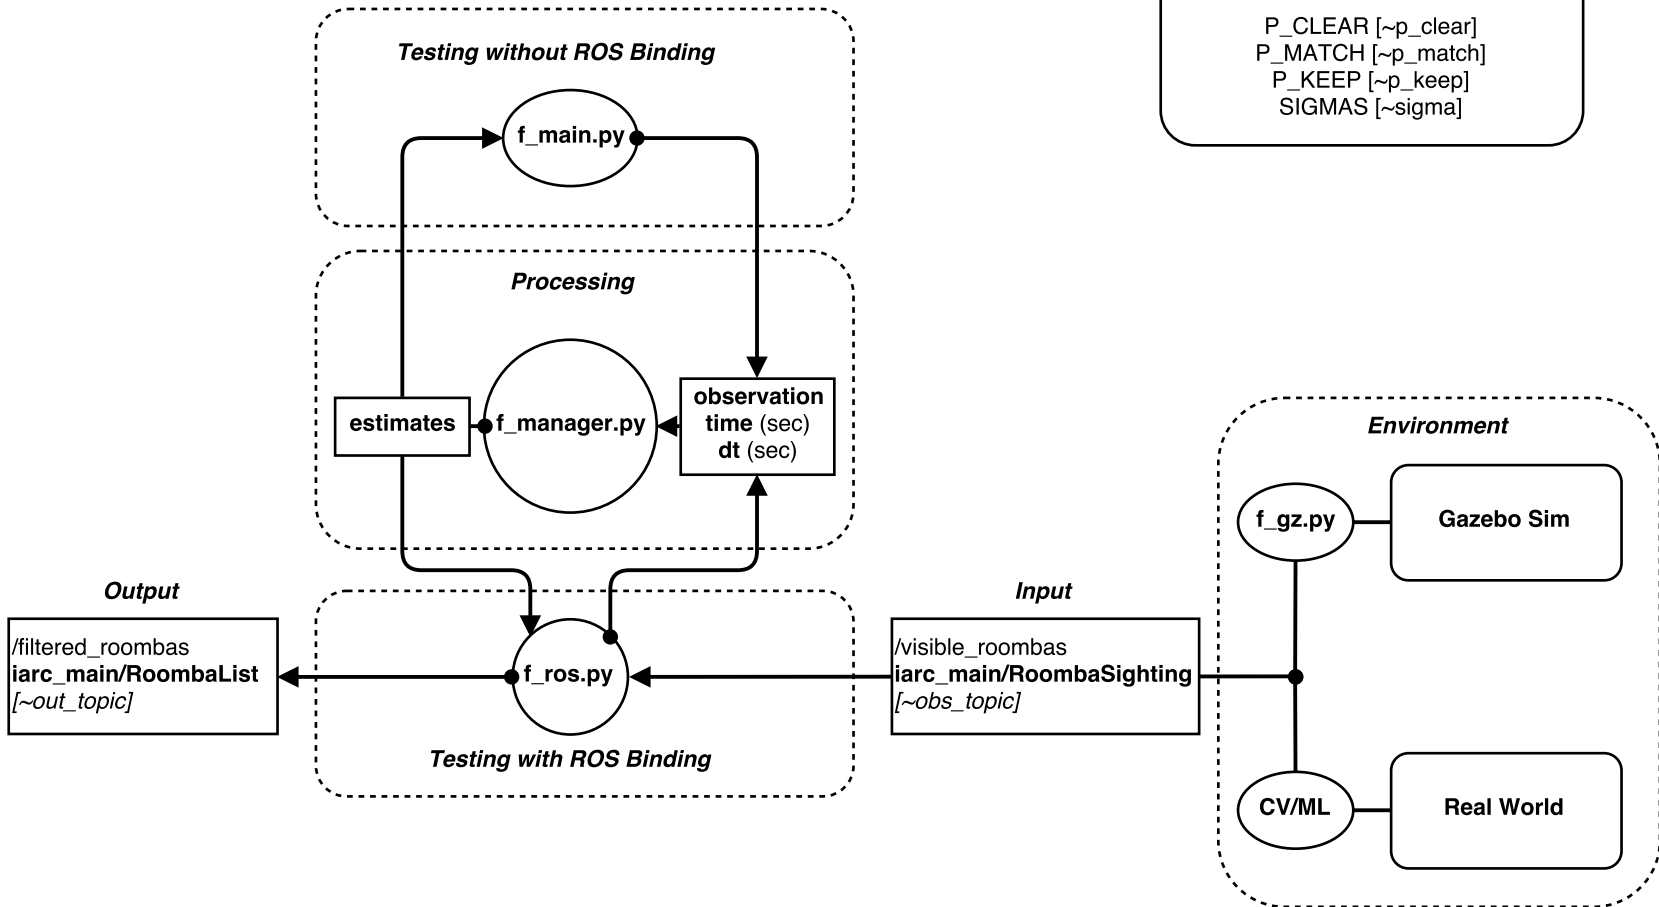 P_CLEAR [~p_clear]
P_MATCH [~p_match]
P_KEEP [~p_keep]
SIGMAS [~sigma]
Testing without ROS Binding
f_main.py
Processing
estimates
f_manager.py
observation
time (sec)
dt (sec)
Environment
f_gz.py
Gazebo Sim
Output
/filtered_roombas
iarc_main/RoombaList
[~out_topic]
f_ros.py
Testing with ROS Binding
Input
/visible_roombas
iarc_main/RoombaSighting
[~obs_topic]
CV/ML
Real World